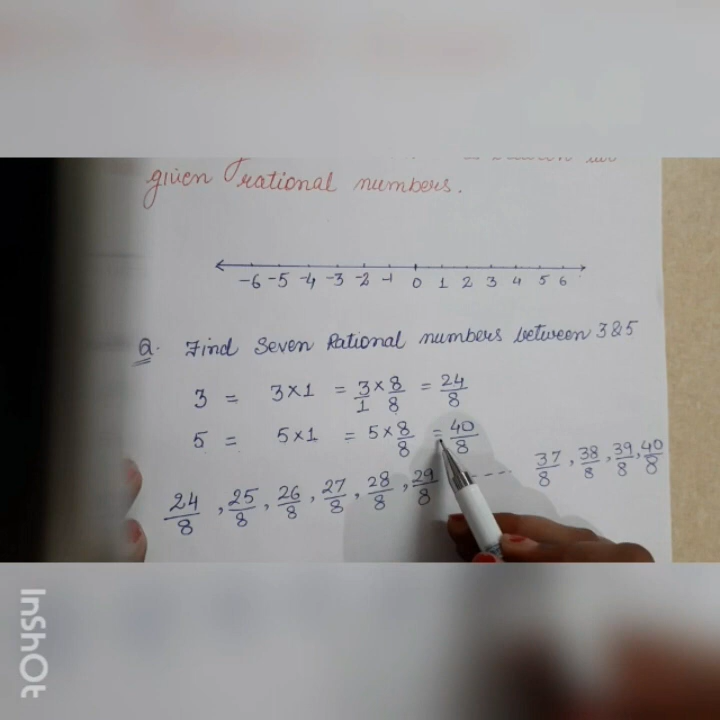 given rational numbers.
-6 -5 -4 -3 -2 -1 0 1 2 3 4 5 6
Q. Find Seven Rational numbers between 3 & 5
3 = 3×1 = 3/1 × 8/8 = 24/8
5 = 5×1 = 5× 8/8 = 40/8
24/8, 25/8, 26/8, 27/8, 28/8, 29/8 ---- 37/8, 38/8, 39/8, 40/8
InShOt